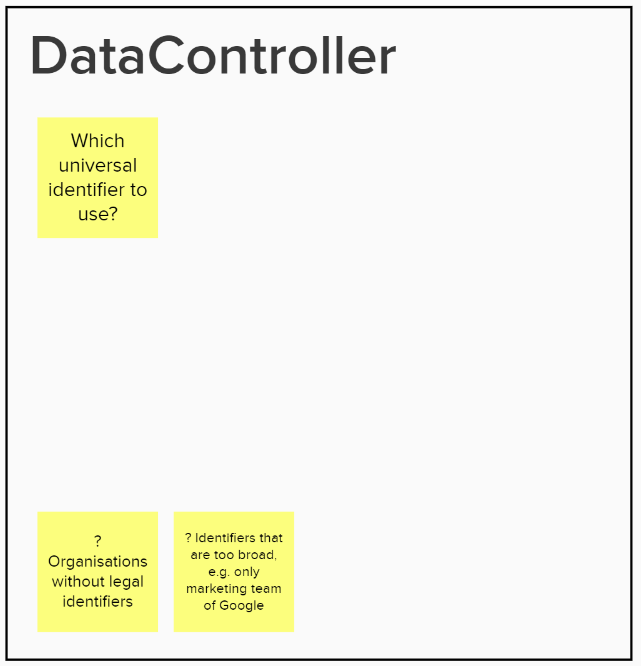 DataController
Which
universal
identifier to
use?
?
Organisations
without legal
identifiers
? Identifiers that
are too broad,
e.g. only
marketing team
of Google